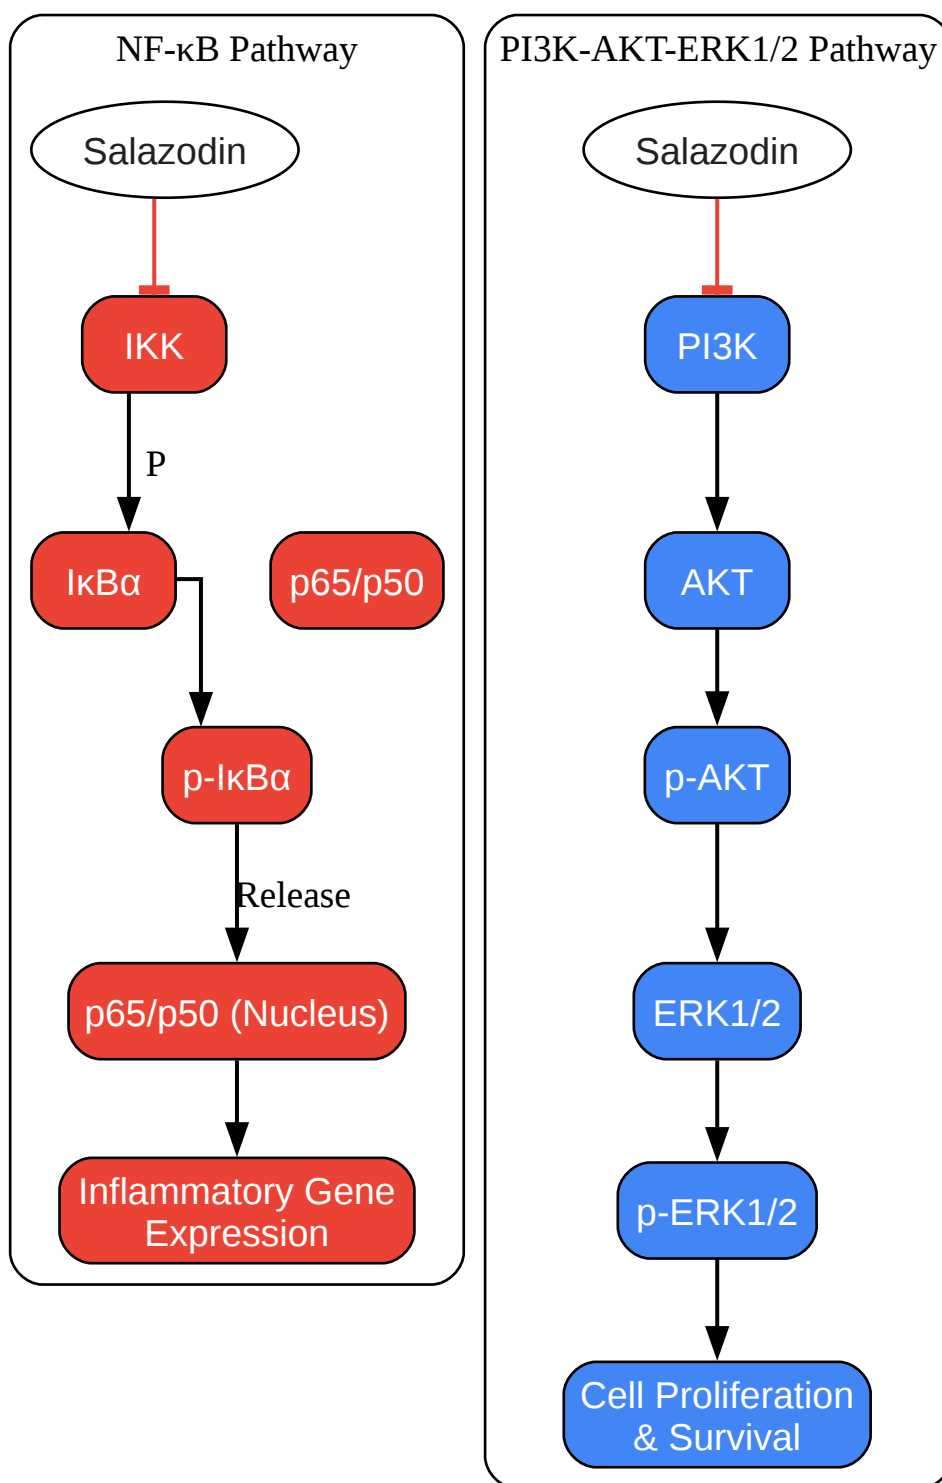 NF-κB Pathway
Salazodin
IKK
P
IκBα
p65/p50
p-IκBα
Release
p65/p50 (Nucleus)
Inflammatory Gene
Expression
PI3K-AKT-ERK1/2 Pathway
Salazodin
PI3K
AKT
p-AKT
ERK1/2
p-ERK1/2
Cell Proliferation
& Survival